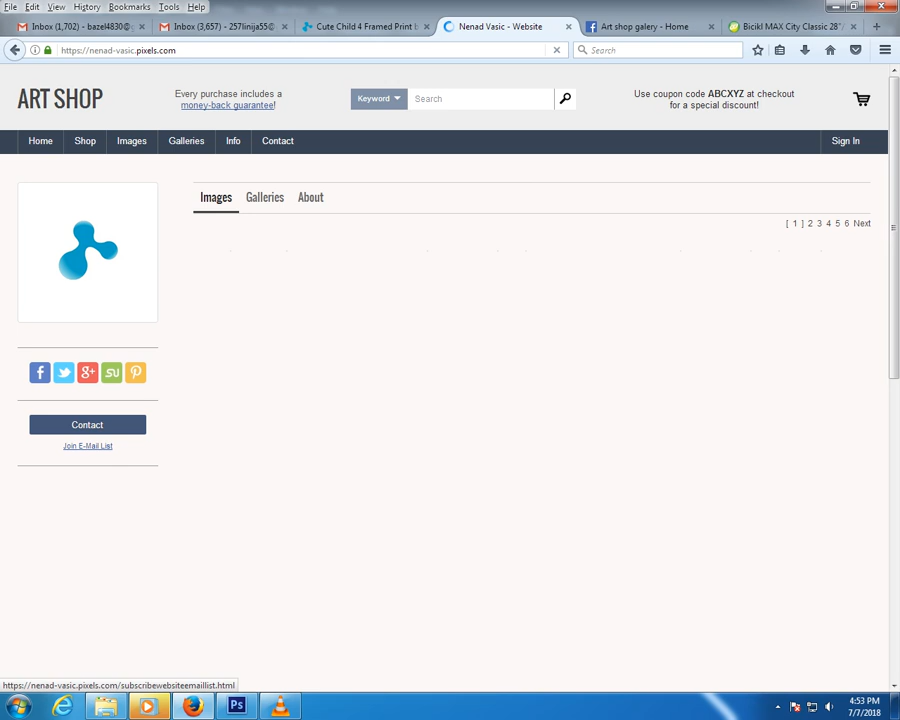 File Edit View History Bookmarks Tools Help
Inbox (1,702) - bazel4830@g
Inbox (3,657) - 257linija55@
Cute Child 4 Framed Print b
Nenad Vasic - Website
Art shop galery - Home
Bicikl MAX City Classic 28"/
https://nenad-vasic.pixels.com
Search
ART SHOP
Every purchase includes a
money-back guarantee!
Keyword
Search
Use coupon code ABCXYZ at checkout
for a special discount!
Home Shop Images Galleries Info Contact Sign In
Images Galleries About
[ 1 ] 2 3 4 5 6 Next
Contact
Join E-Mail List
https://nenad-vasic.pixels.com/subscribewebsiteemaillist.html
Ps
4:53 PM
7/7/2018